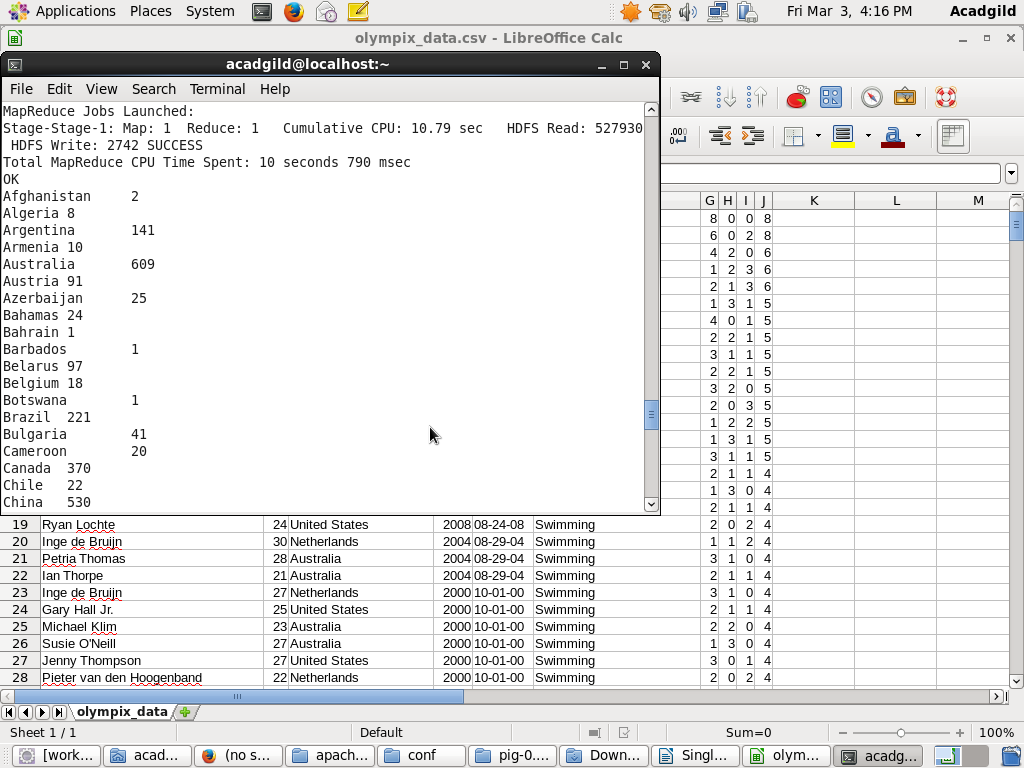 Applications Places System Fri Mar 3, 4:16 PM Acadgild
olympix_data.csv - LibreOffice Calc
acadgild@localhost:~
File Edit View Search Terminal Help
MapReduce Jobs Launched:
Stage-Stage-1: Map: 1 Reduce: 1 Cumulative CPU: 10.79 sec HDFS Read: 527930
HDFS Write: 2742 SUCCESS
Total MapReduce CPU Time Spent: 10 seconds 790 msec
OK
Afghanistan 2
Algeria 8
Argentina 141
Armenia 10
Australia 609
Austria 91
Azerbaijan 25
Bahamas 24
Bahrain 1
Barbados 1
Belarus 97
Belgium 18
Botswana 1
Brazil 221
Bulgaria 41
Cameroon 20
Canada 370
Chile 22
China 530
G H I J K L M
8 0 0 8
6 0 2 8
4 2 0 6
1 2 3 6
2 1 3 6
1 3 1 5
4 0 1 5
2 2 1 5
3 1 1 5
2 2 1 5
3 2 0 5
2 0 3 5
1 2 2 5
1 3 1 5
3 1 1 5
2 1 1 4
1 3 0 4
2 1 1 4
19 Ryan Lochte 24 United States 2008 08-24-08 Swimming 2 0 2 4
20 Inge de Bruijn 30 Netherlands 2004 08-29-04 Swimming 1 1 2 4
21 Petria Thomas 28 Australia 2004 08-29-04 Swimming 3 1 0 4
22 Ian Thorpe 21 Australia 2004 08-29-04 Swimming 2 1 1 4
23 Inge de Bruijn 27 Netherlands 2000 10-01-00 Swimming 3 1 0 4
24 Gary Hall Jr. 25 United States 2000 10-01-00 Swimming 2 1 1 4
25 Michael Klim 23 Australia 2000 10-01-00 Swimming 2 2 0 4
26 Susie O'Neill 27 Australia 2000 10-01-00 Swimming 1 3 0 4
27 Jenny Thompson 27 United States 2000 10-01-00 Swimming 3 0 1 4
28 Pieter van den Hoogenband 22 Netherlands 2000 10-01-00 Swimming 2 0 2 4
olympix_data
Sheet 1 / 1 Default Sum=0 100%
[work... acad... (no s... apach... conf pig-0.... Down... Singl... olym... acadg...